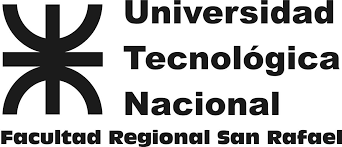 Universidad
Tecnológica
Nacional
Facultad Regional San Rafael